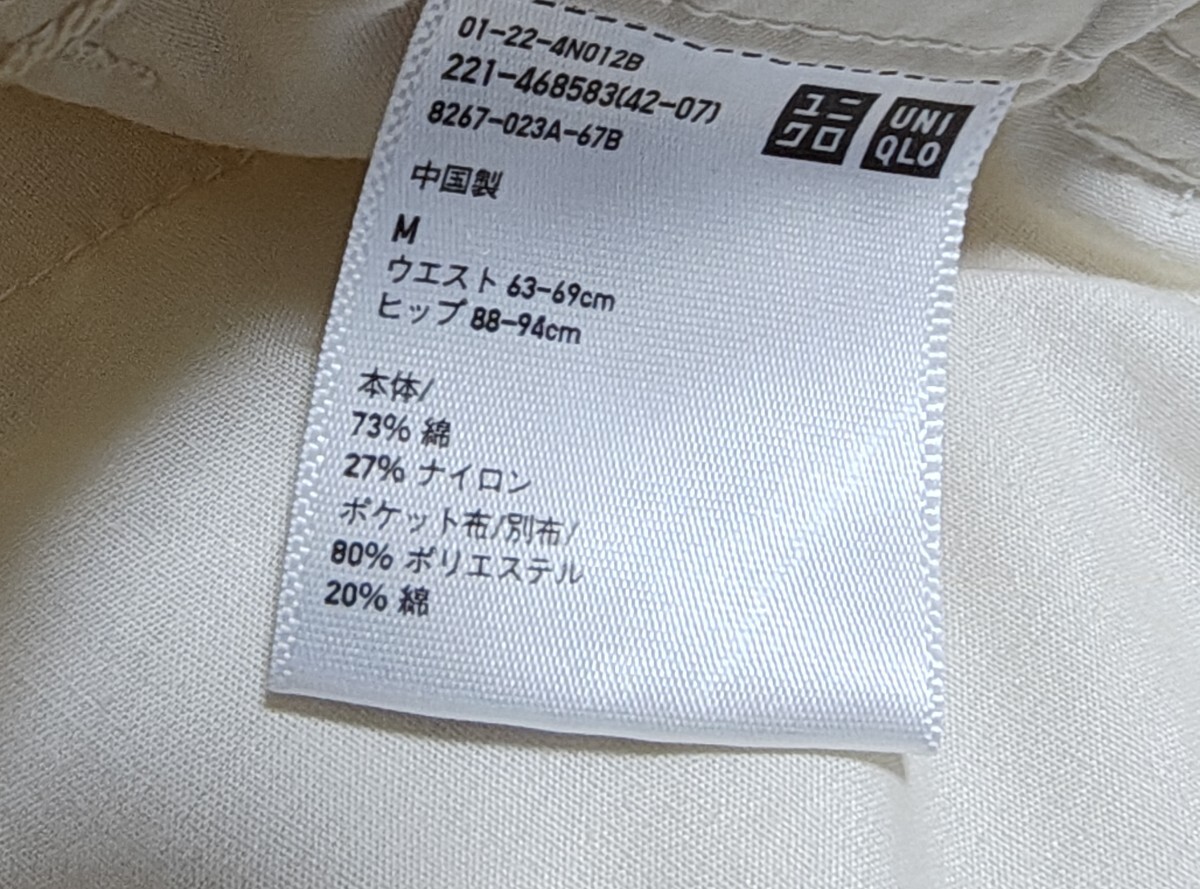 01-22-4N012B
221-468583(42-07)
8267-023A-67B
ユニ
クロ
UNI
QLO
中国製
M
ウエスト 63-69cm
ヒップ 88-94cm
本体/
73% 綿
27% ナイロン
ポケット布/別布/
80% ポリエステル
20% 綿